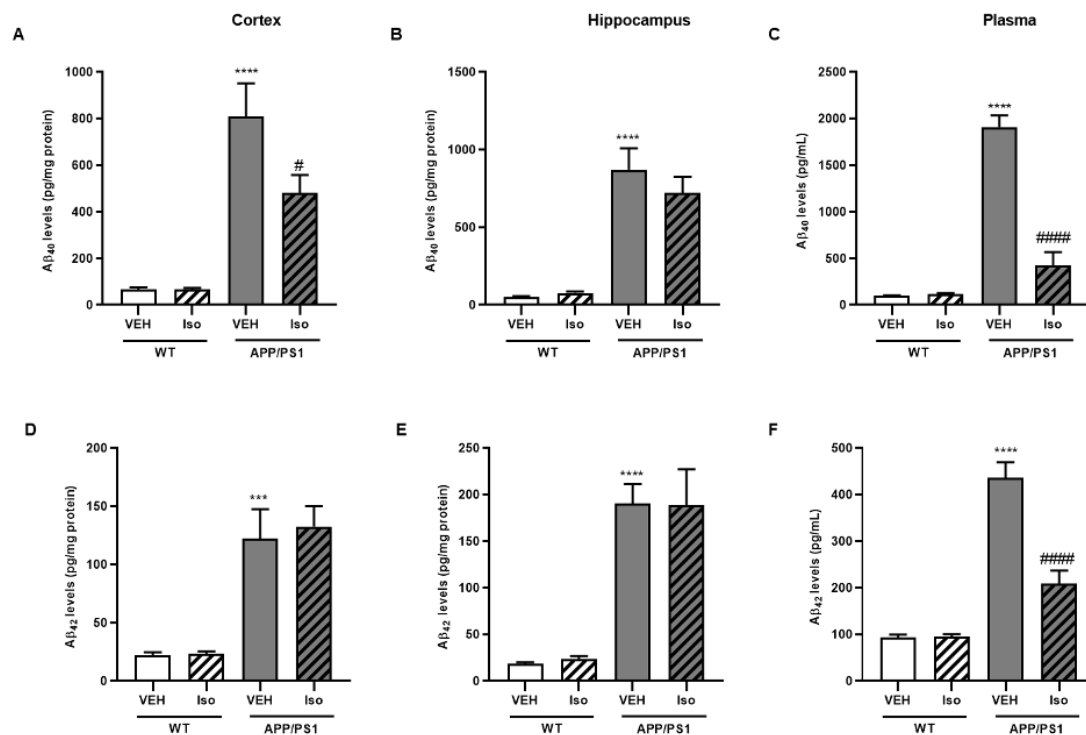 Cortex
Hippocampus
Plasma
A
Aβ40 levels (pg/mg protein)
1000
800
600
400
200
0
****
#
VEH Iso VEH Iso
WT APP/PS1
B
Aβ40 levels (pg/mg protein)
1500
1000
500
0
****
VEH Iso VEH Iso
WT APP/PS1
C
Aβ40 levels (pg/mL)
2500
2000
1500
1000
500
0
****
####
VEH Iso VEH Iso
WT APP/PS1
D
Aβ42 levels (pg/mg protein)
200
150
100
50
0
***
VEH Iso VEH Iso
WT APP/PS1
E
Aβ42 levels (pg/mg protein)
250
200
150
100
50
0
****
VEH Iso VEH Iso
WT APP/PS1
F
Aβ42 levels (pg/mL)
500
400
300
200
100
0
****
####
VEH Iso VEH Iso
WT APP/PS1